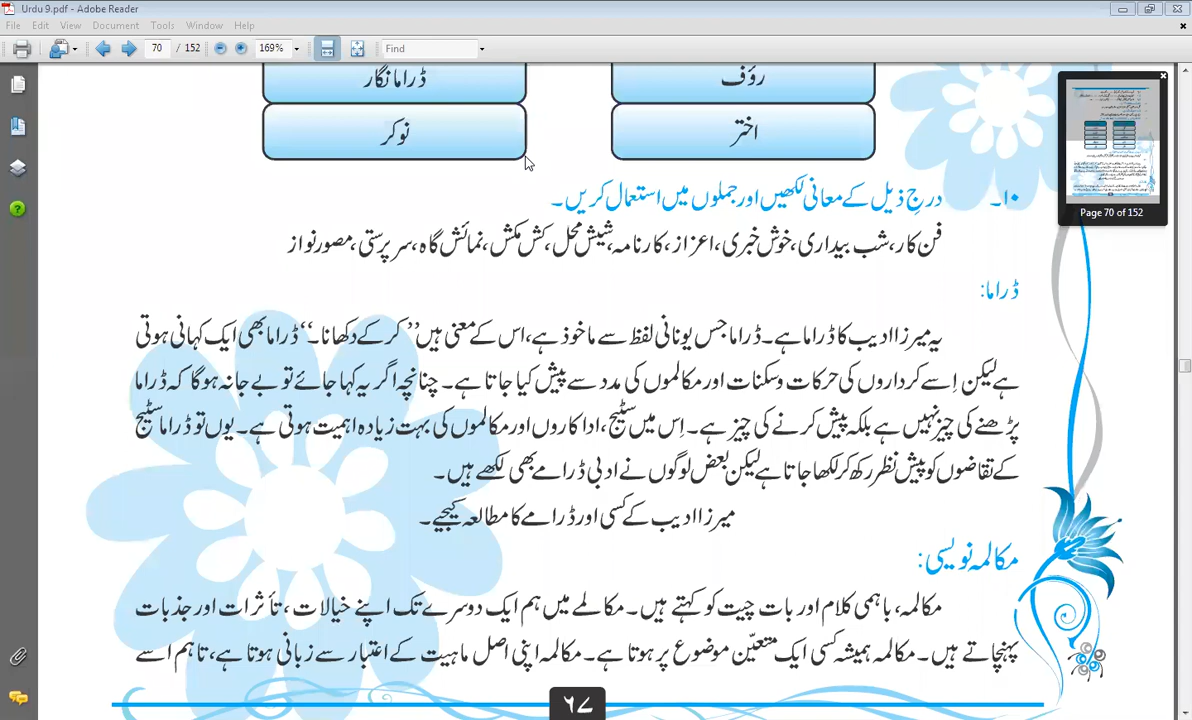 Urdu 9.pdf - Adobe Reader
File Edit View Document Tools Window Help
70 / 152 169% Find
رؤف ڈراما نگار
اختر نوکر
۱۰۔ درجِ ذیل کے معانی لکھیں اور جملوں میں استعمال کریں۔
فن کار، شب بیداری، خوش خبری، اعزاز، کارنامہ، شیش محل، کش مکش، نمائش گاہ، سرپرستی، مصور نواز
ڈراما:
یہ میرزا ادیب کا ڈراما ہے۔ ڈراما جس یونانی لفظ سے ماخوذ ہے، اس کے معنی ہیں ’’کر کے دکھانا۔‘‘ ڈراما بھی ایک کہانی ہوتی
ہے لیکن اِسے کرداروں کی حرکات و سکنات اور مکالموں کی مدد سے پیش کیا جاتا ہے۔ چنانچہ اگر یہ کہا جائے تو بے جا نہ ہوگا کہ ڈراما
پڑھنے کی چیز نہیں ہے بلکہ پیش کرنے کی چیز ہے۔ اِس میں سٹیج، اداکاروں اور مکالموں کی بہت زیادہ اہمیت ہوتی ہے۔ یوں تو ڈراما سٹیج
کے تقاضوں کو پیش نظر رکھ کر لکھا جاتا ہے لیکن بعض لوگوں نے ادبی ڈرامے بھی لکھے ہیں۔
میرزا ادیب کے کسی اور ڈرامے کا مطالعہ کیجیے۔
مکالمہ نویسی:
مکالمہ، باہمی کلام اور بات چیت کو کہتے ہیں۔ مکالمے میں ہم ایک دوسرے تک اپنے خیالات، تأثرات اور جذبات
پہنچاتے ہیں۔ مکالمہ ہمیشہ کسی ایک متعیّن موضوع پر ہوتا ہے۔ مکالمہ اپنی اصل ماہیت کے اعتبار سے زبانی ہوتا ہے، تاہم اسے
۶۷
Page 70 of 152